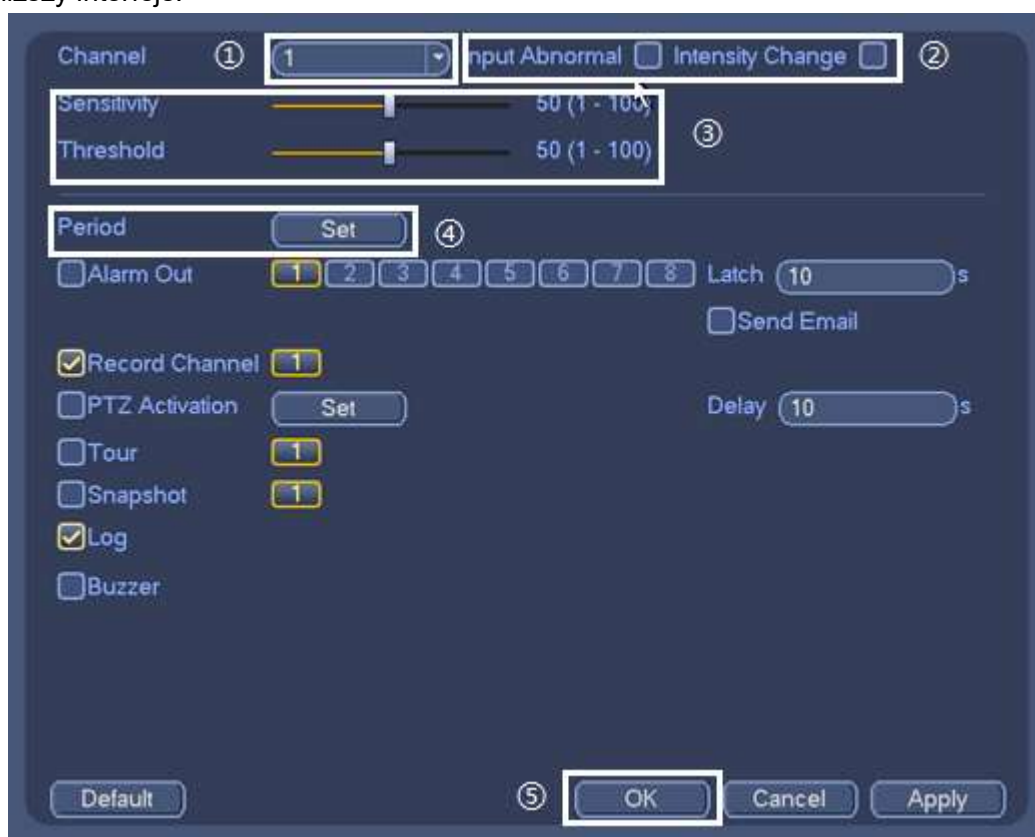 Channel ① 1 nput Abnormal Intensity Change ②
Sensitivity 50 (1 - 100)
③
Threshold 50 (1 - 100)
Period Set ④
Alarm Out 1 2 3 4 5 6 7 8 Latch 10 s
Send Email
Record Channel 1
PTZ Activation Set Delay 10 s
Tour 1
Snapshot 1
Log
Buzzer
Default ⑤ OK Cancel Apply